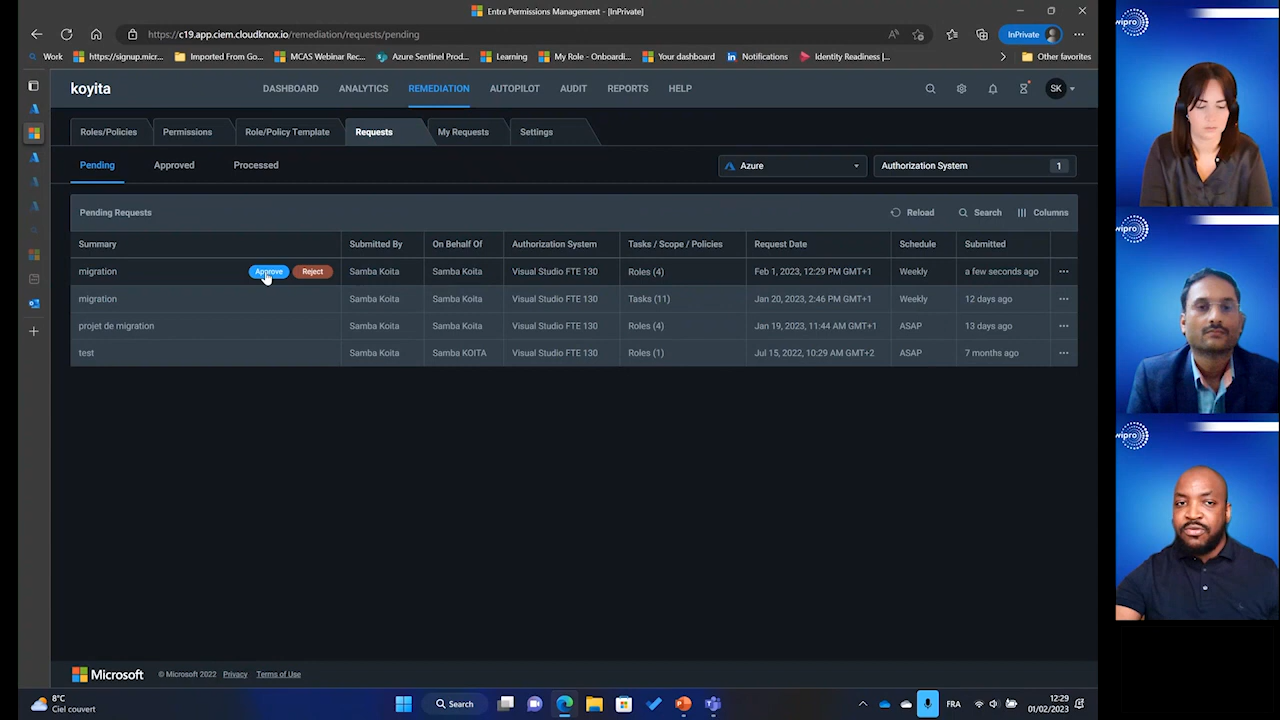 Entra Permissions Management - [InPrivate]
https://c19.app.ciem.cloudknox.io/remediation/requests/pending
InPrivate
Work
https://signup.micr...
Imported From Go...
MCAS Webinar Rec...
Azure Sentinel Prod...
Learning
My Role - Onboardi...
Your dashboard
Notifications
Identity Readiness |...
Other favorites
koyita
DASHBOARD ANALYTICS REMEDIATION AUTOPILOT AUDIT REPORTS HELP
SK
Roles/Policies Permissions Role/Policy Template Requests My Requests Settings
Pending Approved Processed
Azure
Authorization System 1
Pending Requests
Reload Search Columns
Summary Submitted By On Behalf Of Authorization System Tasks / Scope / Policies Request Date Schedule Submitted
migration Approve Reject Samba Koita Samba Koita Visual Studio FTE 130 Roles (4) Feb 1, 2023, 12:29 PM GMT+1 Weekly a few seconds ago
migration Samba Koita Samba Koita Visual Studio FTE 130 Tasks (11) Jan 20, 2023, 2:46 PM GMT+1 Weekly 12 days ago
projet de migration Samba Koita Samba Koita Visual Studio FTE 130 Roles (4) Jan 19, 2023, 11:44 AM GMT+1 ASAP 13 days ago
test Samba Koita Samba KOITA Visual Studio FTE 130 Roles (1) Jul 15, 2022, 10:29 AM GMT+2 ASAP 7 months ago
Microsoft © Microsoft 2022 Privacy Terms of Use
8°C
Ciel couvert
Search
FRA
12:29
01/02/2023
wipro
wipro
wipro